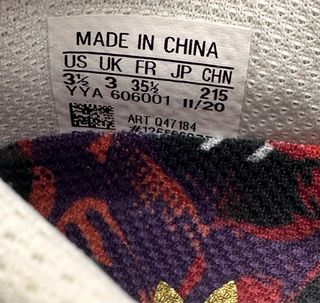 MADE IN CHINA
US UK FR JP CHN
3½ 3 35½ 215
YYA 606001 11/20
ART Q47184